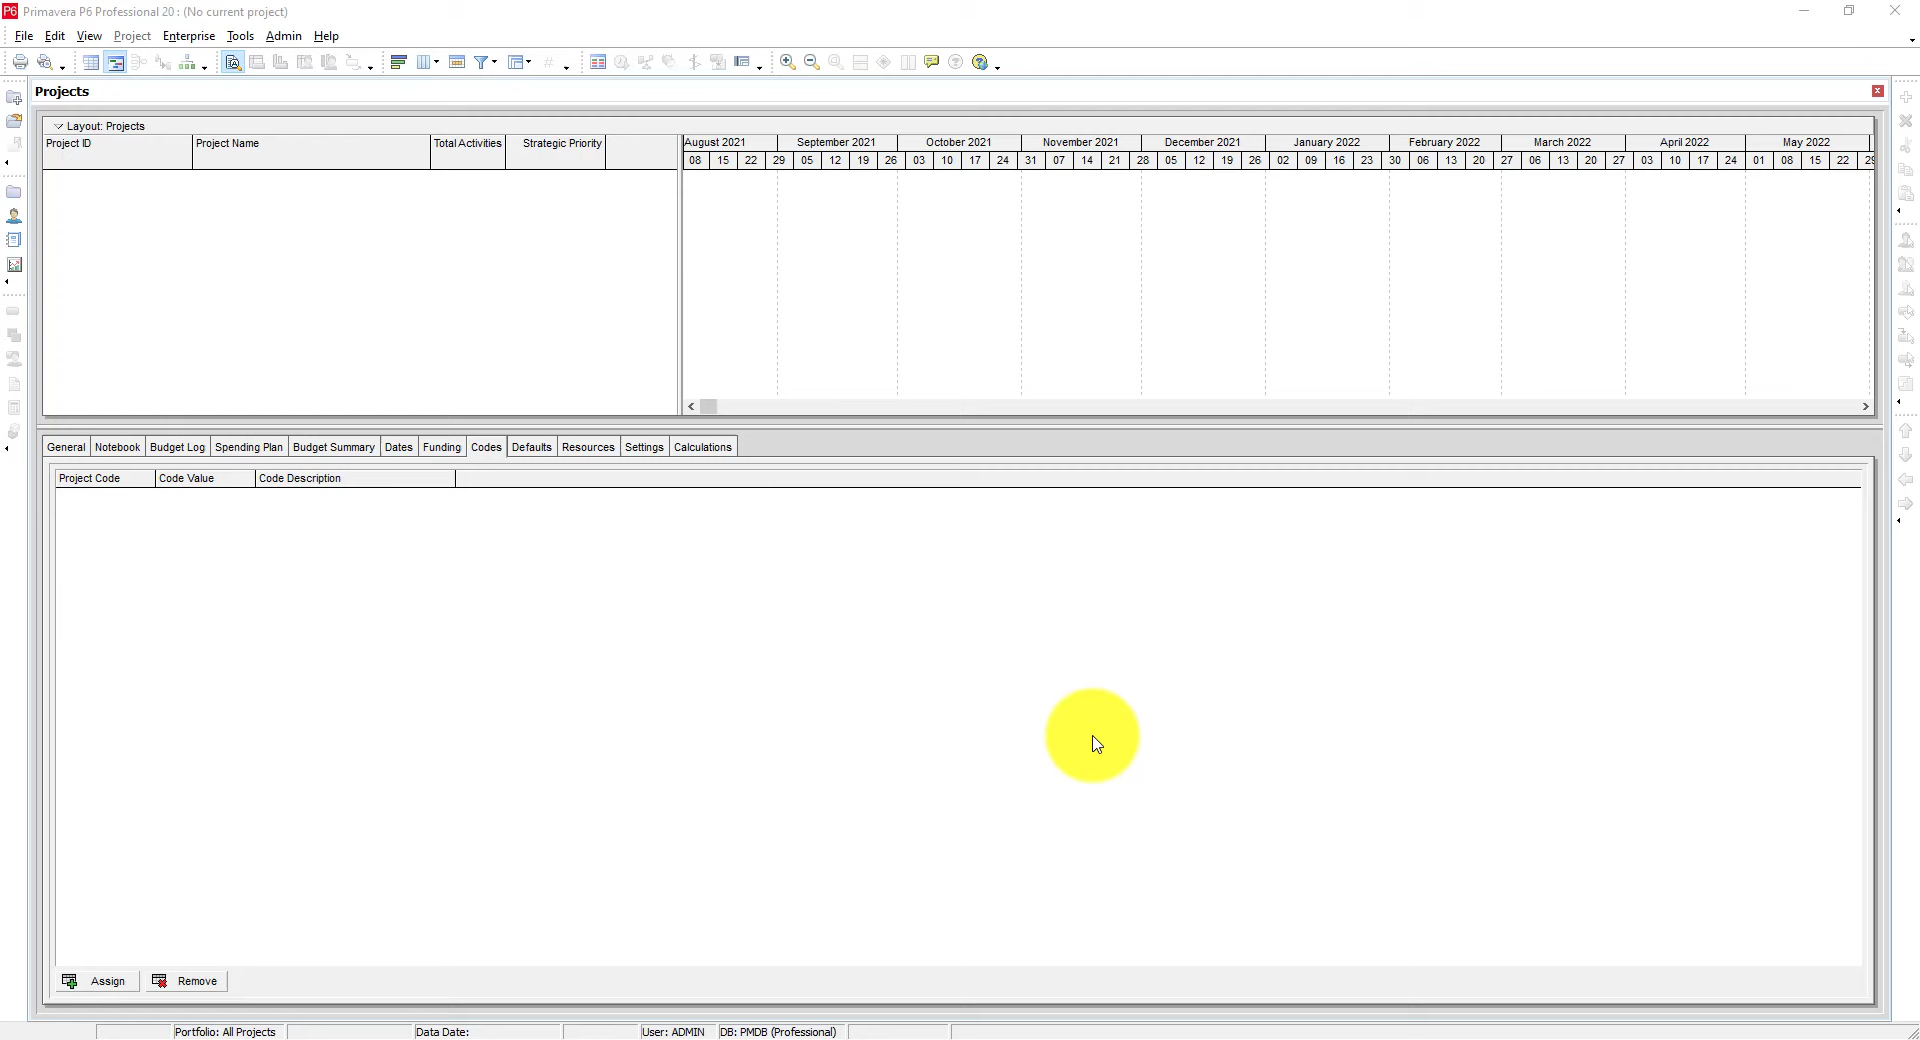 P6 Primavera P6 Professional 20 : (No current project)
File Edit View Project Enterprise Tools Admin Help
Projects
Layout: Projects
Project ID Project Name Total Activities Strategic Priority
August 2021 September 2021 October 2021 November 2021 December 2021 January 2022 February 2022 March 2022 April 2022 May 2022
08 15 22 29 05 12 19 26 03 10 17 24 31 07 14 21 28 05 12 19 26 02 09 16 23 30 06 13 20 27 06 13 20 27 03 10 17 24 01 08 15 22 29
General Notebook Budget Log Spending Plan Budget Summary Dates Funding Codes Defaults Resources Settings Calculations
Project Code Code Value Code Description
Assign Remove
Portfolio: All Projects Data Date: User: ADMIN DB: PMDB (Professional)